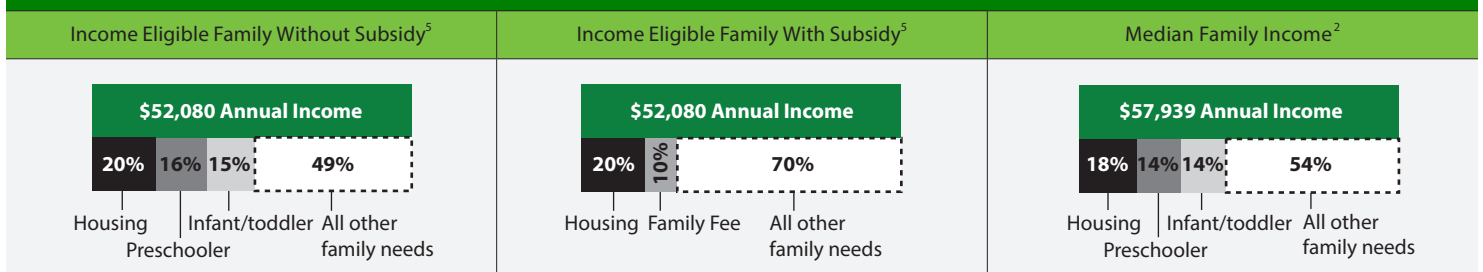 Income Eligible Family Without Subsidy5
$52,080 Annual Income
20% 16% 15% 49%
Housing Infant/toddler All other
Preschooler family needs
Income Eligible Family With Subsidy5
$52,080 Annual Income
20% 10% 70%
Housing Family Fee All other
family needs
Median Family Income2
$57,939 Annual Income
18% 14% 14% 54%
Housing Infant/toddler All other
Preschooler family needs